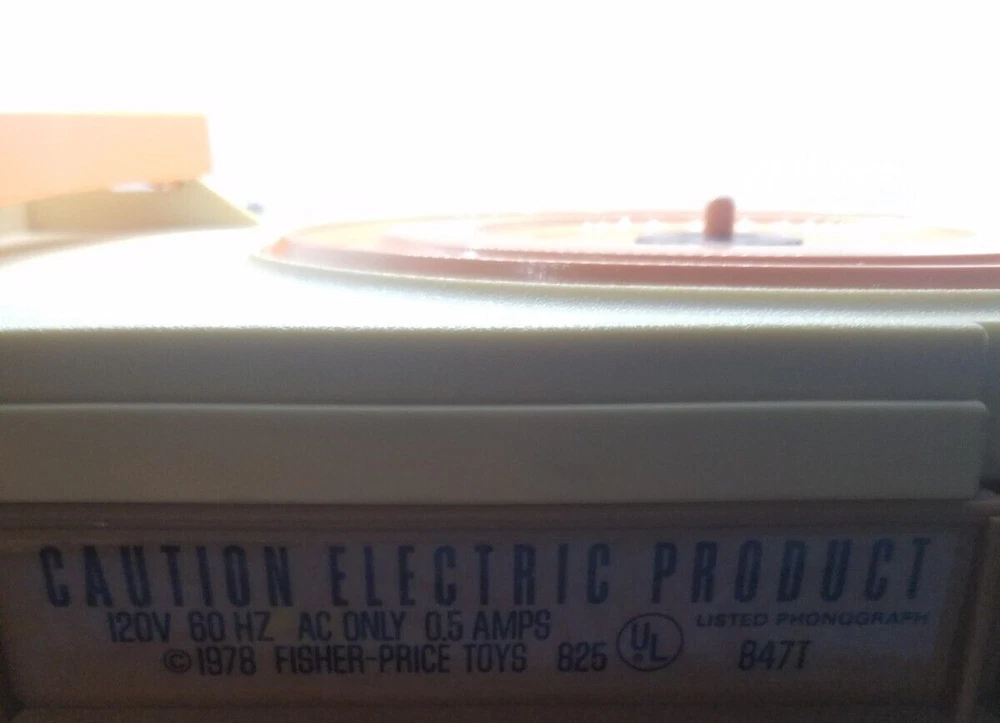 CAUTION ELECTRIC PRODUCT
120V 60 HZ AC ONLY 0.5 AMPS
©1978 FISHER-PRICE TOYS 825
UL
LISTED PHONOGRAPH
847T